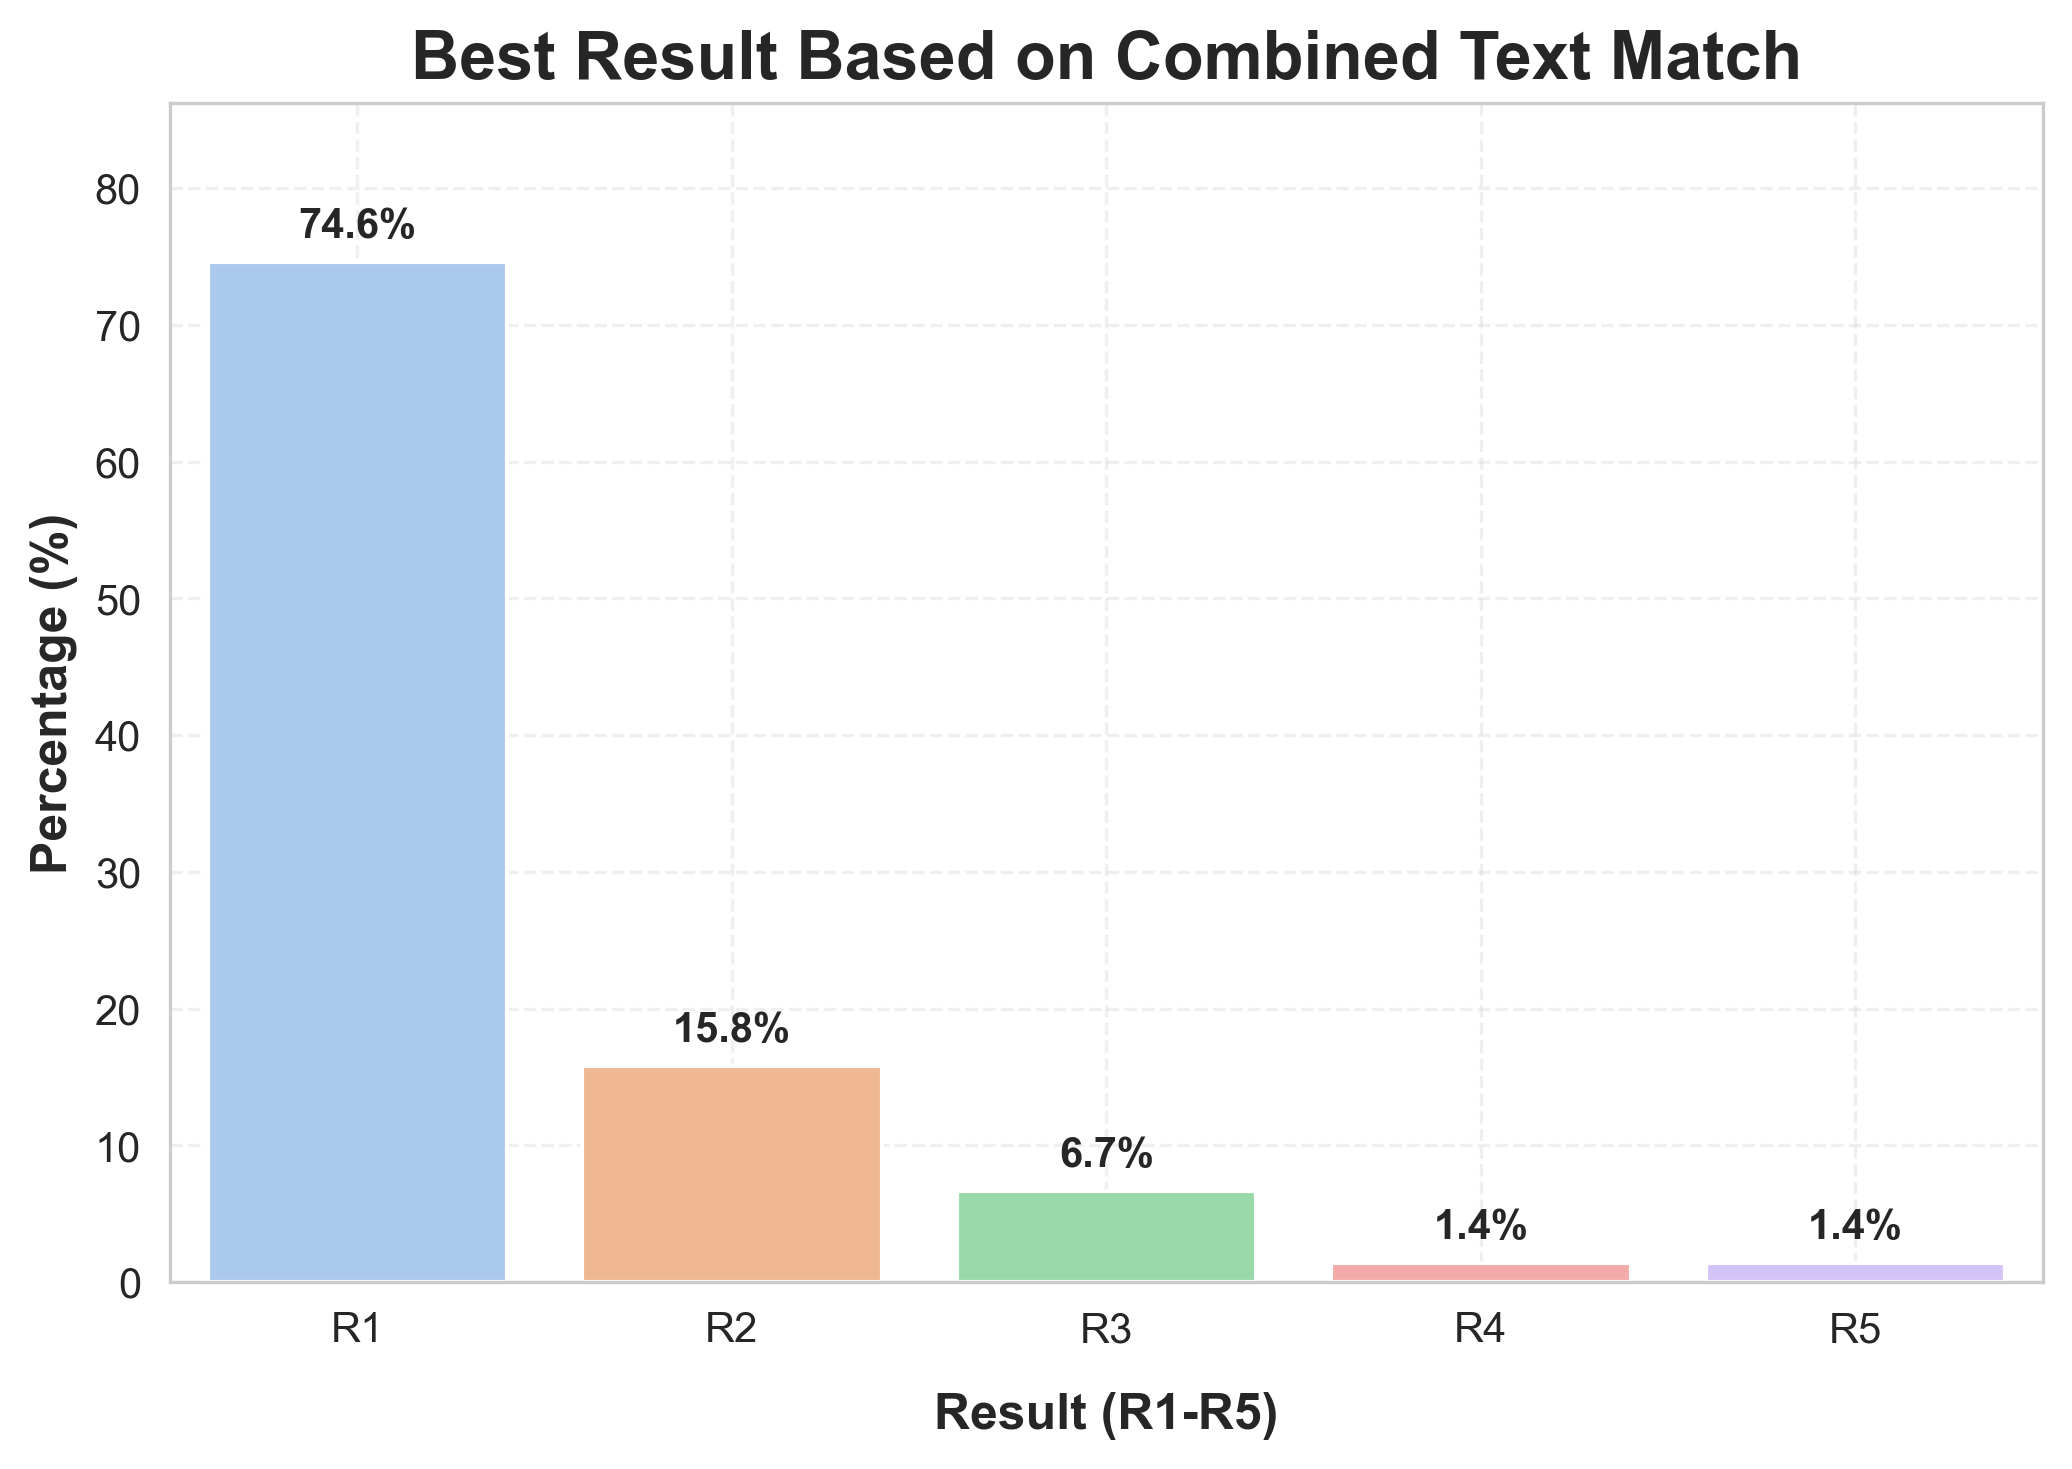 Best Result Based on Combined Text Match
Percentage (%)
80
70
60
50
40
30
20
10
0
74.6%
15.8%
6.7%
1.4%
1.4%
R1
R2
R3
R4
R5
Result (R1-R5)